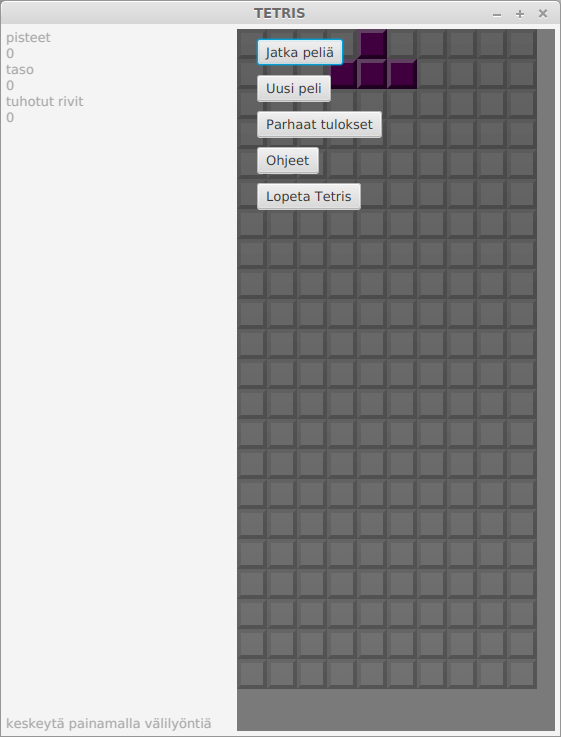 TETRIS
pisteet
0
taso
0
tuhotut rivit
0
Jatka peliä
Uusi peli
Parhaat tulokset
Ohjeet
Lopeta Tetris
keskeytä painamalla välilyöntiä